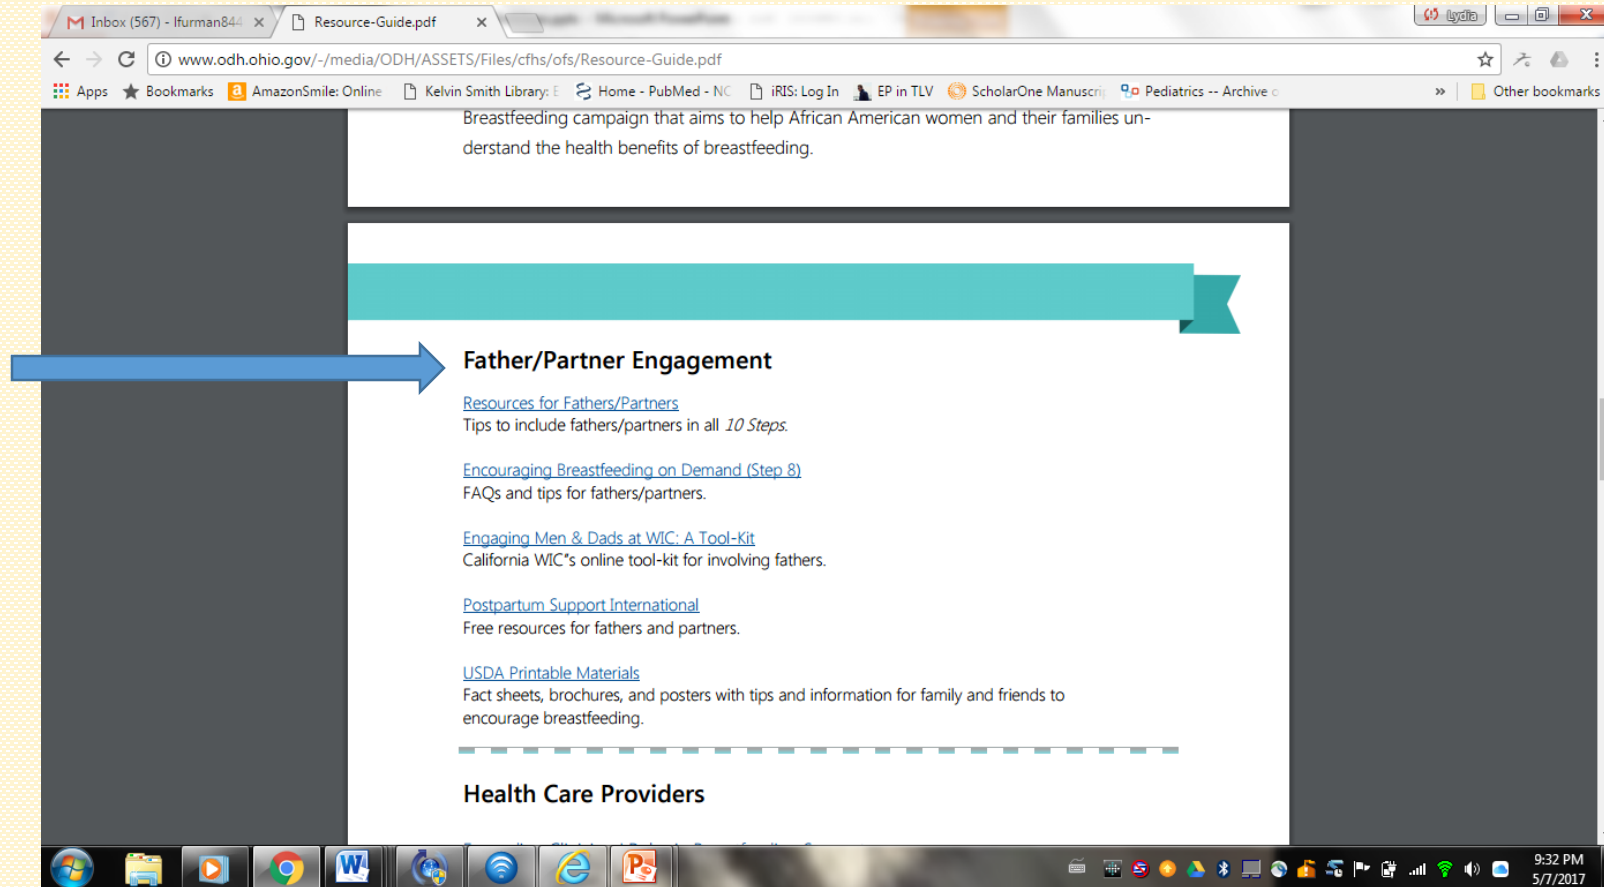 Inbox (567) - lfurman844
Resource-Guide.pdf
Lydia
www.odh.ohio.gov/-/media/ODH/ASSETS/Files/cfhs/ofs/Resource-Guide.pdf
Apps Bookmarks AmazonSmile: Online Kelvin Smith Library: Home - PubMed - NC iRIS: Log In EP in TLV ScholarOne Manuscri Pediatrics -- Archive » Other bookmarks
Breastfeeding campaign that aims to help African American women and their families un-
derstand the health benefits of breastfeeding.
Father/Partner Engagement
Resources for Fathers/Partners
Tips to include fathers/partners in all 10 Steps.
Encouraging Breastfeeding on Demand (Step 8)
FAQs and tips for fathers/partners.
Engaging Men & Dads at WIC: A Tool-Kit
California WIC"s online tool-kit for involving fathers.
Postpartum Support International
Free resources for fathers and partners.
USDA Printable Materials
Fact sheets, brochures, and posters with tips and information for family and friends to
encourage breastfeeding.
Health Care Providers
9:32 PM
5/7/2017